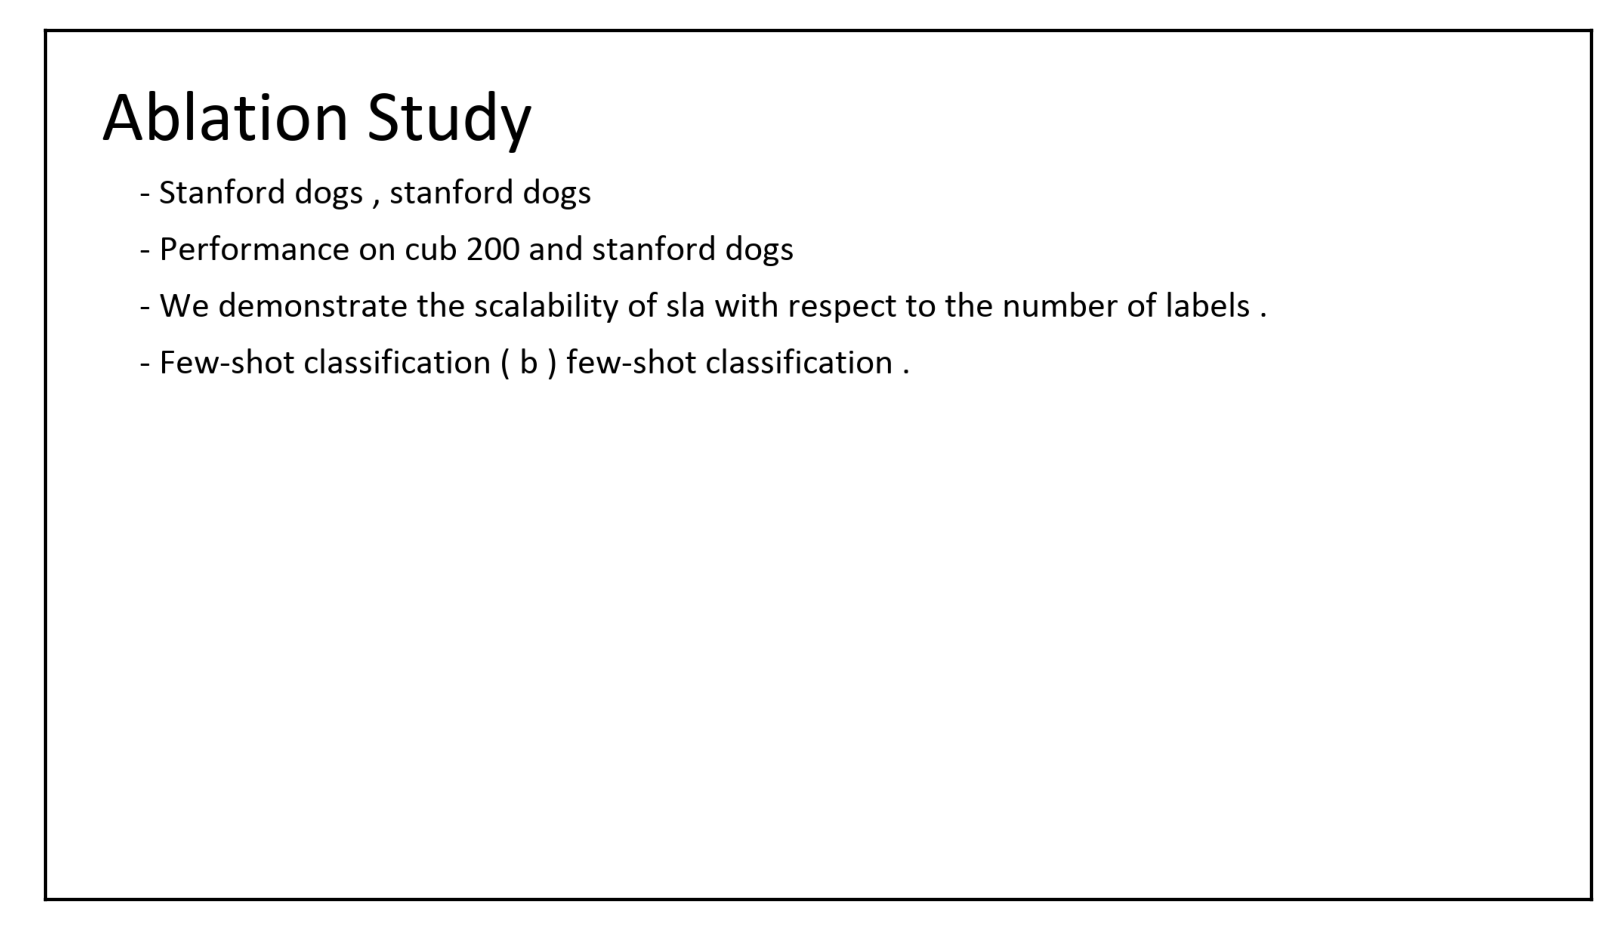 Ablation Study
- Stanford dogs , stanford dogs
- Performance on cub 200 and stanford dogs
- We demonstrate the scalability of sla with respect to the number of labels .
- Few-shot classification ( b ) few-shot classification .